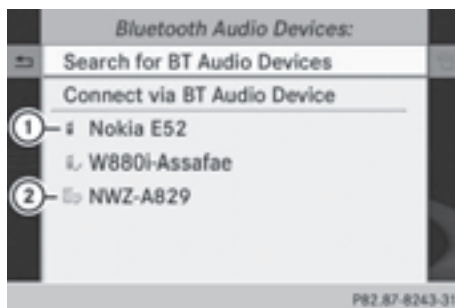 Bluetooth Audio Devices:
Search for BT Audio Devices
Connect via BT Audio Device
1 Nokia E52
W880i-Assafae
2 NWZ-A829
P82.87-8243-31